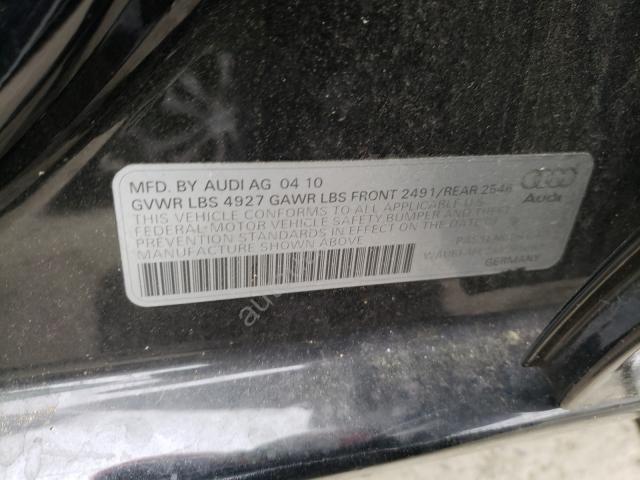 MFD. BY AUDI AG 04 10
GVWR LBS 4927 GAWR LBS FRONT 2491/REAR 2546
THIS VEHICLE CONFORMS TO ALL APPLICABLE U.S.
FEDERAL MOTOR VEHICLE SAFETY, BUMPER AND THEFT
PREVENTION STANDARDS IN EFFECT ON THE DATE OF
MANUFACTURE SHOWN ABOVE
Audi
GERMANY